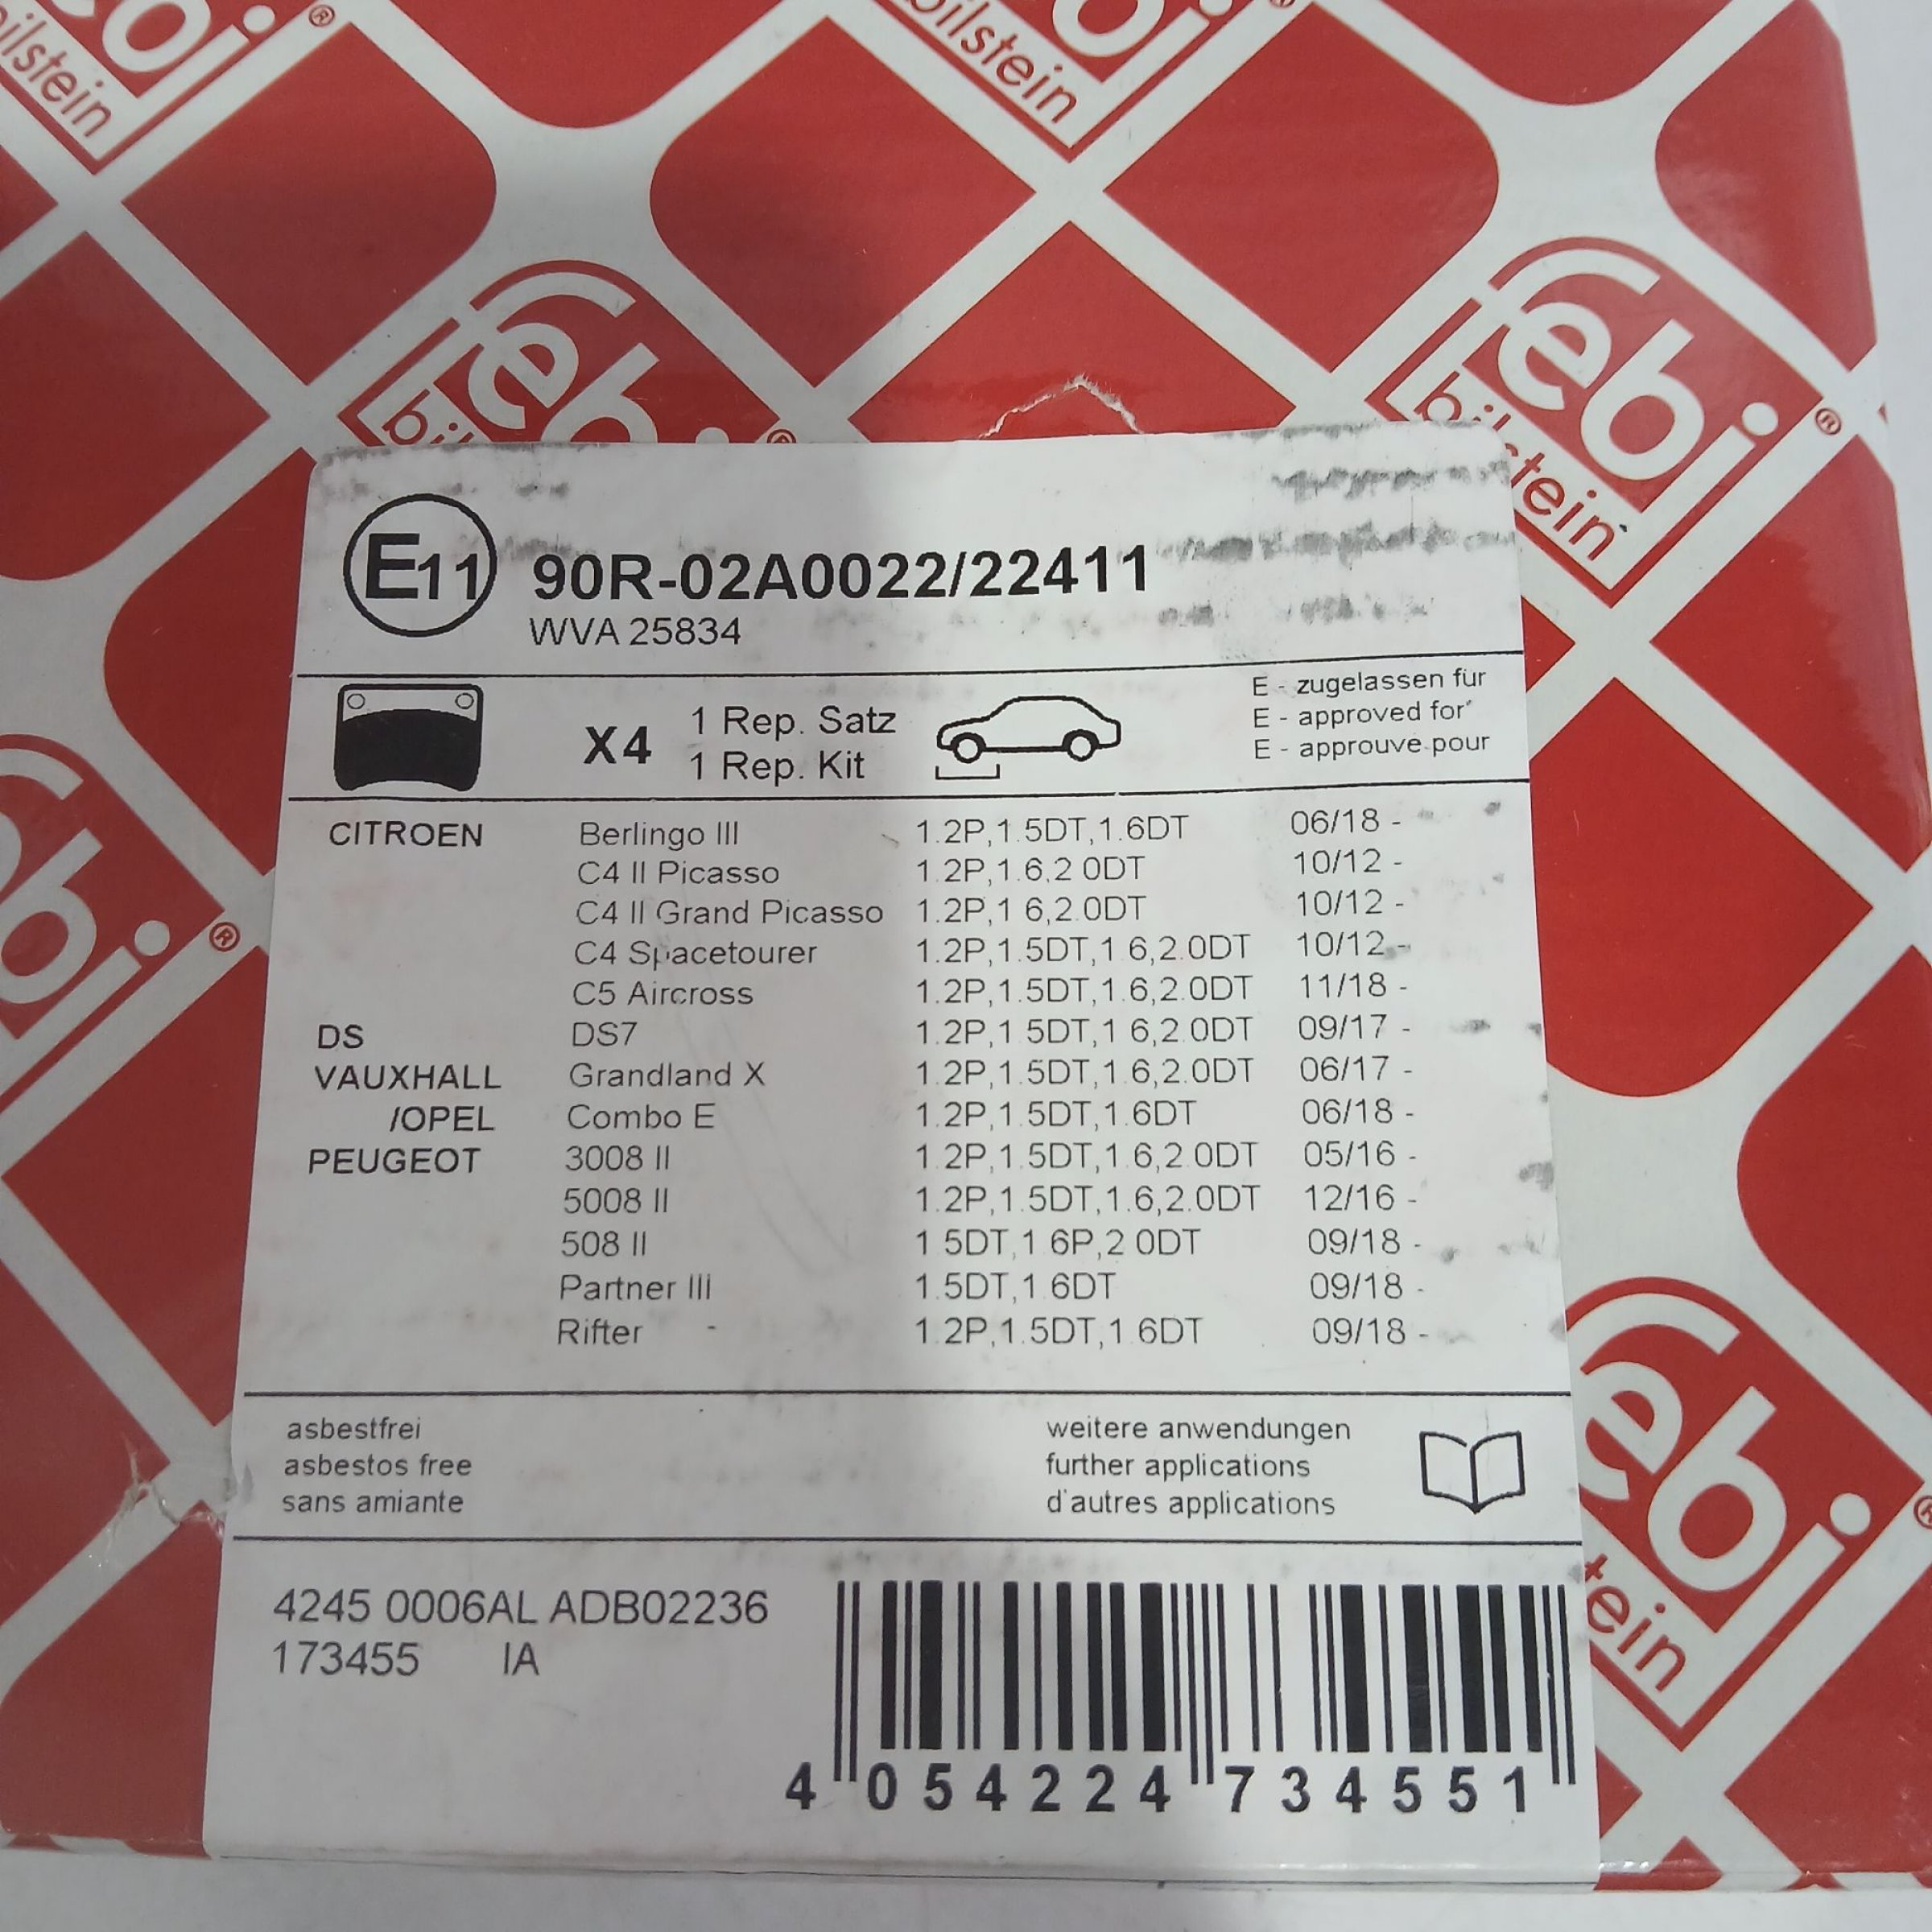 ebi®
bilstein
bilstein
febi®
febi®
bilstein
E11 90R-02A0022/22411
WVA 25834
X4 1 Rep. Satz
1 Rep. Kit
E - zugelassen für
E - approved for
E - approuve pour
CITROEN Berlingo III 1.2P,1.5DT,1.6DT 06/18 -
C4 II Picasso 1.2P,1.6,2.0DT 10/12 -
C4 II Grand Picasso 1.2P,1.6,2.0DT 10/12 -
C4 Spacetourer 1.2P,1.5DT,1.6,2.0DT 10/12 -
C5 Aircross 1.2P,1.5DT,1.6,2.0DT 11/18 -
DS DS7 1.2P,1.5DT,1.6,2.0DT 09/17 -
VAUXHALL Grandland X 1.2P,1.5DT,1.6,2.0DT 06/17 -
/OPEL Combo E 1.2P,1.5DT,1.6DT 06/18 -
PEUGEOT 3008 II 1.2P,1.5DT,1.6,2.0DT 05/16 -
5008 II 1.2P,1.5DT,1.6,2.0DT 12/16 -
508 II 1.5DT,1.6P,2.0DT 09/18 -
Partner III 1.5DT,1.6DT 09/18 -
Rifter - 1.2P,1.5DT,1.6DT 09/18 -
ebi®
febi®
tein
asbestfrei
asbestos free
sans amiante
weitere anwendungen
further applications
d'autres applications
4245 0006AL ADB02236
173455 IA
4 054224 734551